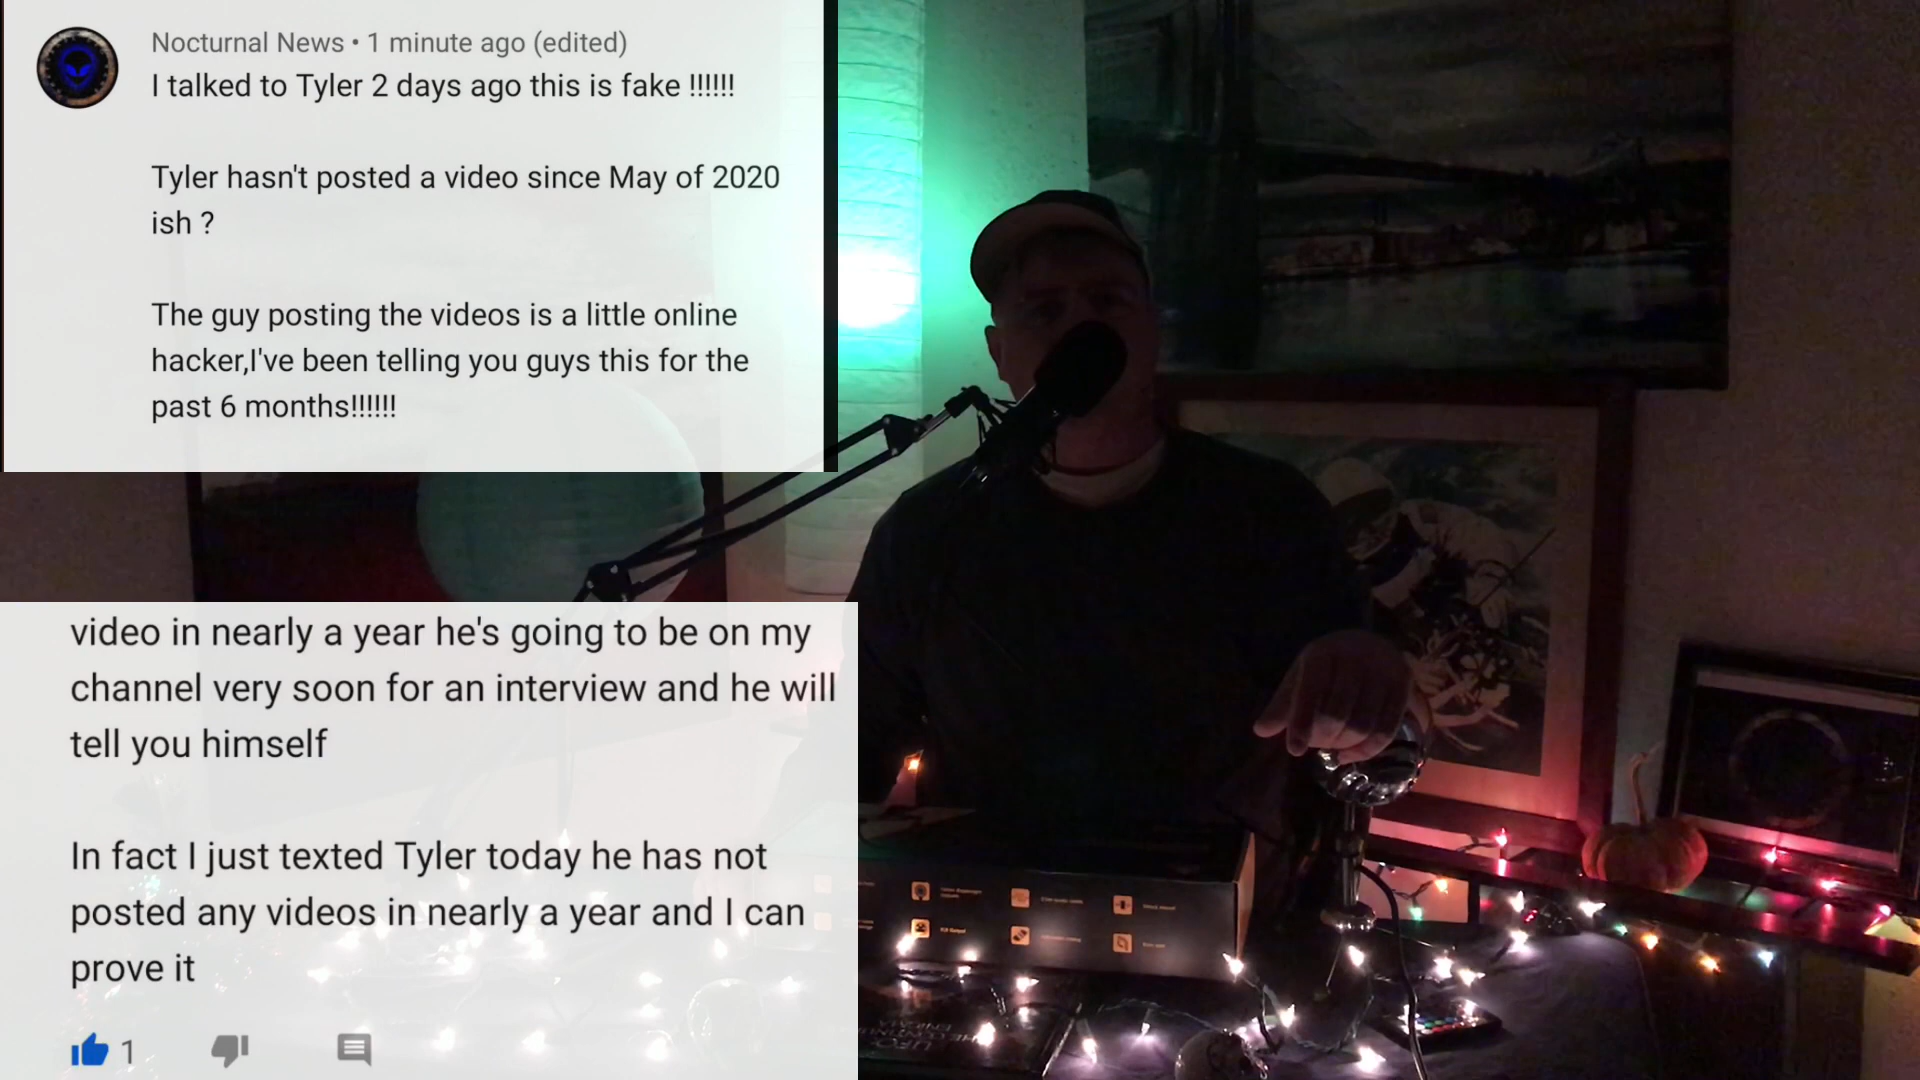 Nocturnal News • 1 minute ago (edited)
I talked to Tyler 2 days ago this is fake !!!!!!
Tyler hasn't posted a video since May of 2020
ish ?
The guy posting the videos is a little online
hacker,I've been telling you guys this for the
past 6 months!!!!!!
video in nearly a year he's going to be on my
channel very soon for an interview and he will
tell you himself
In fact I just texted Tyler today he has not
posted any videos in nearly a year and I can
prove it
1